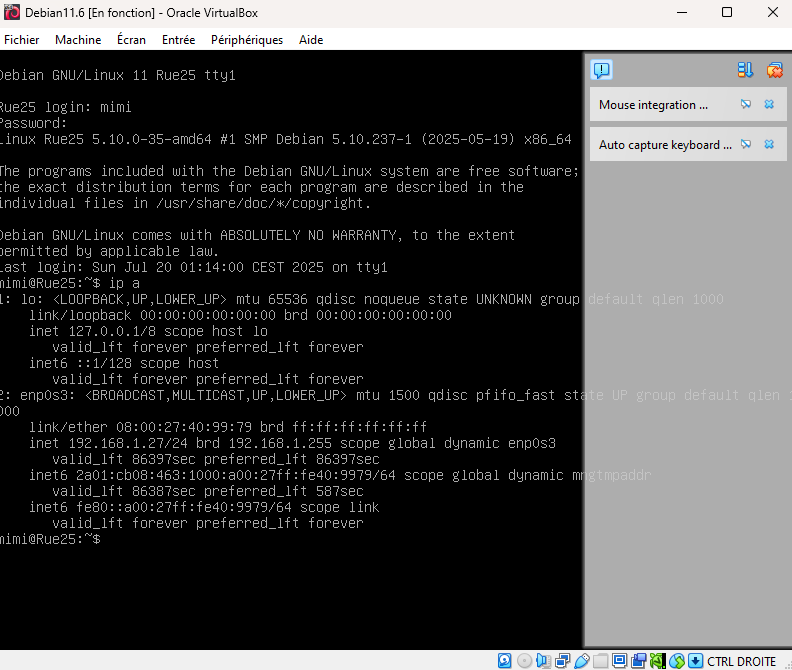 Debian11.6 [En fonction] - Oracle VirtualBox
Fichier Machine Écran Entrée Périphériques Aide
Debian GNU/Linux 11 Rue25 tty1
Rue25 login: mimi
Password:
Linux Rue25 5.10.0-35-amd64 #1 SMP Debian 5.10.237-1 (2025-05-19) x86_64
The programs included with the Debian GNU/Linux system are free software;
the exact distribution terms for each program are described in the
individual files in /usr/share/doc/*/copyright.
Debian GNU/Linux comes with ABSOLUTELY NO WARRANTY, to the extent
permitted by applicable law.
Last login: Sun Jul 20 01:14:00 CEST 2025 on tty1
mimi@Rue25:~$ ip a
1: lo: <LOOPBACK,UP,LOWER_UP> mtu 65536 qdisc noqueue state UNKNOWN group default qlen 1000
link/loopback 00:00:00:00:00:00 brd 00:00:00:00:00:00
inet 127.0.0.1/8 scope host lo
valid_lft forever preferred_lft forever
inet6 ::1/128 scope host
valid_lft forever preferred_lft forever
2: enp0s3: <BROADCAST,MULTICAST,UP,LOWER_UP> mtu 1500 qdisc pfifo_fast state UP group default qlen 1
000
link/ether 08:00:27:40:99:79 brd ff:ff:ff:ff:ff:ff
inet 192.168.1.27/24 brd 192.168.1.255 scope global dynamic enp0s3
valid_lft 86397sec preferred_lft 86397sec
inet6 2a01:cb08:463:1000:a00:27ff:fe40:9979/64 scope global dynamic mngtmpaddr
valid_lft 86387sec preferred_lft 587sec
inet6 fe80::a00:27ff:fe40:9979/64 scope link
valid_lft forever preferred_lft forever
mimi@Rue25:~$
Mouse integration ...
Auto capture keyboard ...
CTRL DROITE